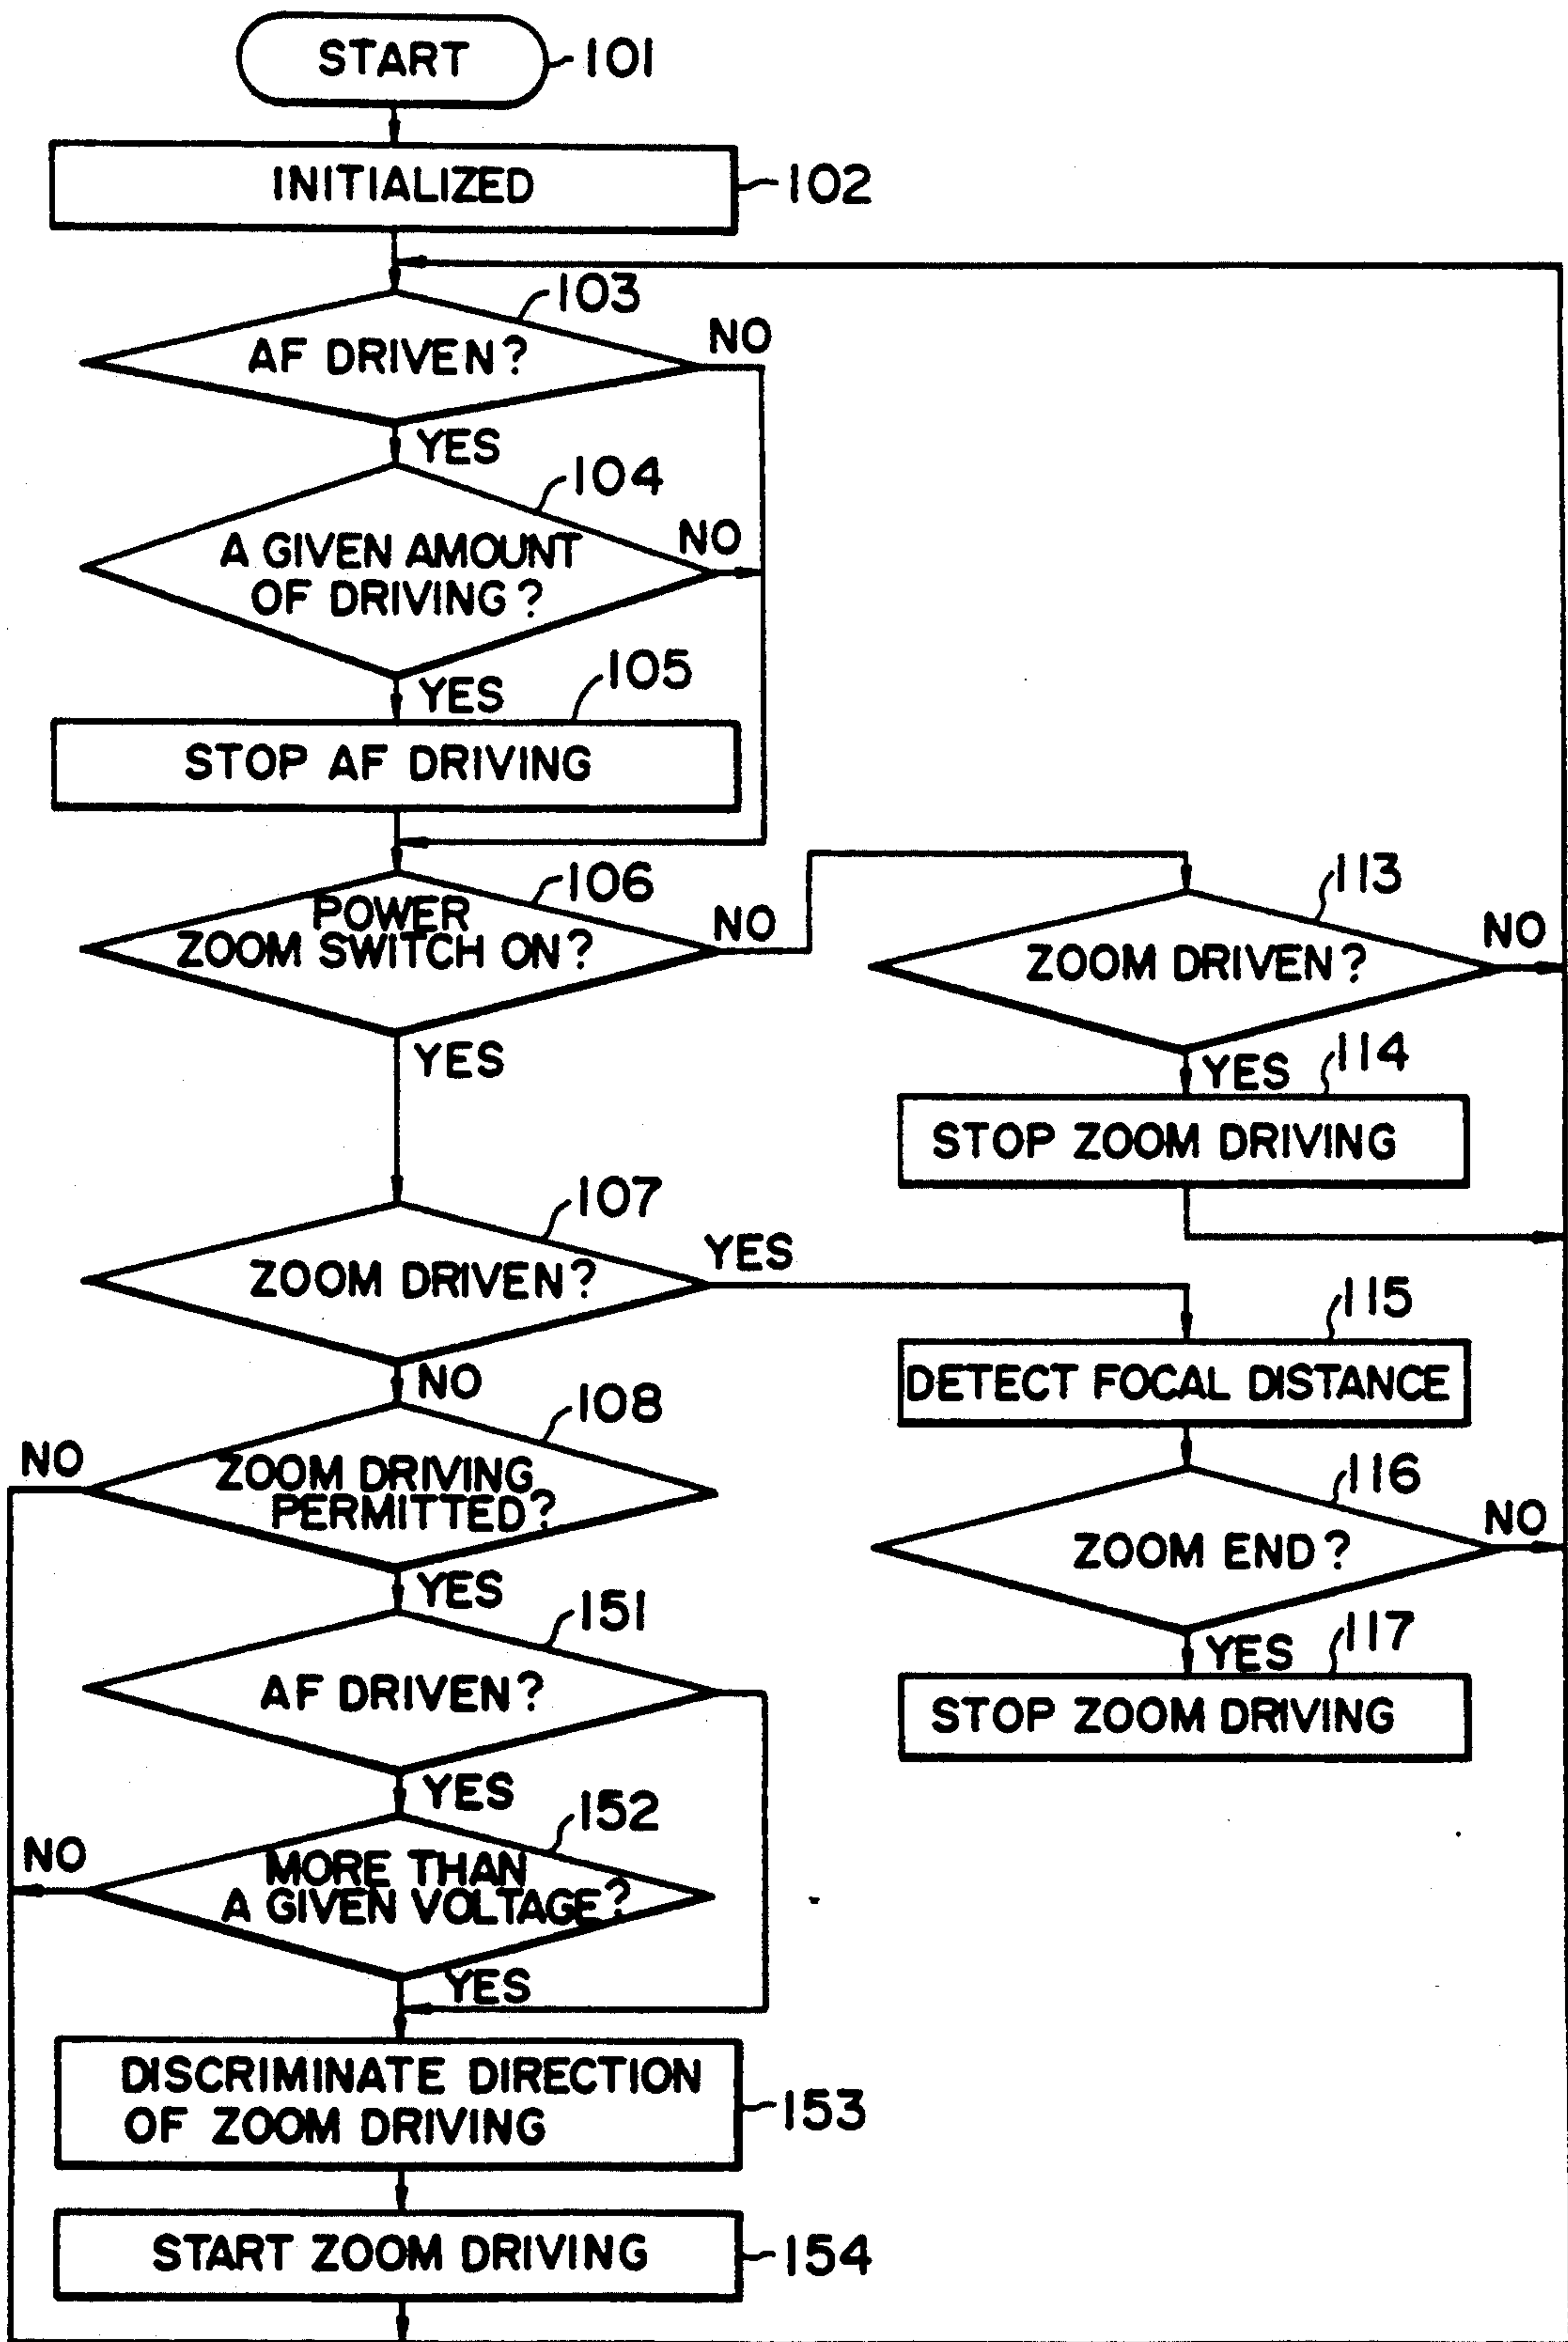 START
101
INITIALIZED
102
103
AF DRIVEN?
NO
YES
104
A GIVEN AMOUNT
OF DRIVING?
NO
YES
105
STOP AF DRIVING
106
POWER
ZOOM SWITCH ON?
NO
YES
113
ZOOM DRIVEN?
NO
YES
114
STOP ZOOM DRIVING
107
ZOOM DRIVEN?
YES
NO
115
DETECT FOCAL DISTANCE
116
ZOOM END?
NO
YES
117
STOP ZOOM DRIVING
108
ZOOM DRIVING
PERMITTED?
NO
YES
151
AF DRIVEN?
YES
152
MORE THAN
A GIVEN VOLTAGE?
NO
YES
DISCRIMINATE DIRECTION
OF ZOOM DRIVING
153
START ZOOM DRIVING
154